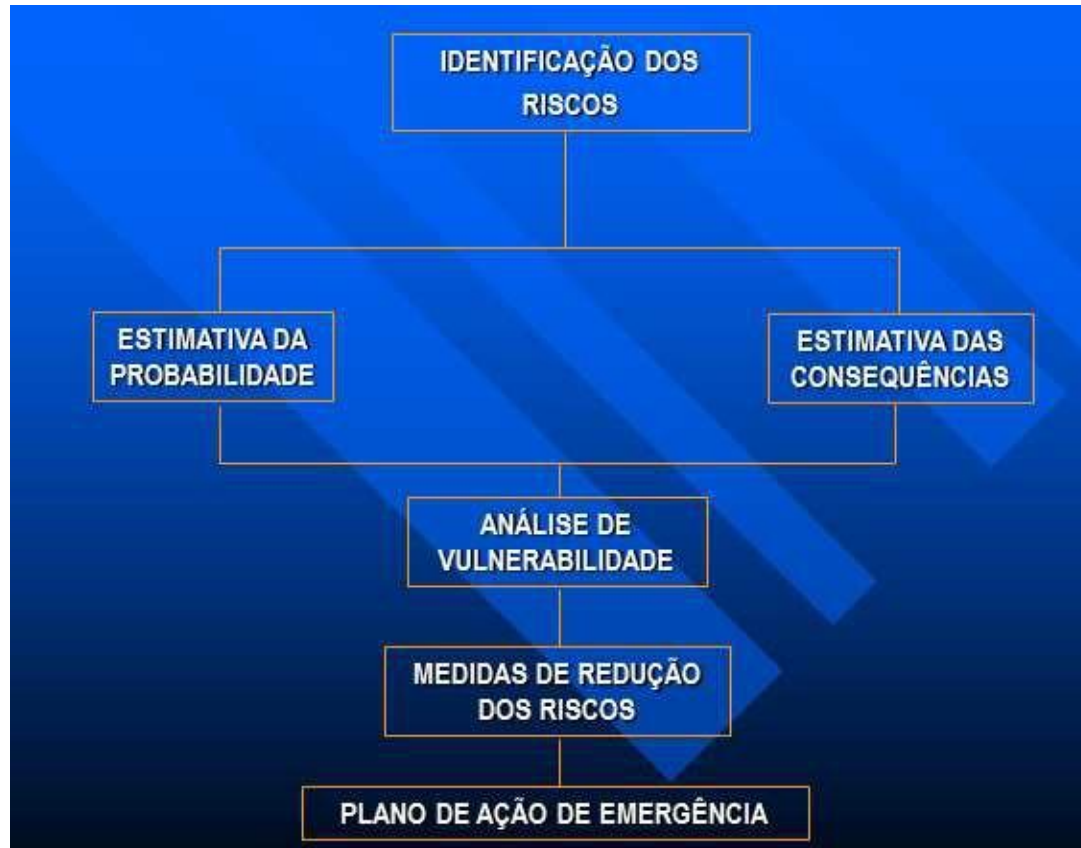 IDENTIFICAÇÃO DOS
RISCOS
ESTIMATIVA DA
PROBABILIDADE
ESTIMATIVA DAS
CONSEQUÊNCIAS
ANÁLISE DE
VULNERABILIDADE
MEDIDAS DE REDUÇÃO
DOS RISCOS
PLANO DE AÇÃO DE EMERGÊNCIA